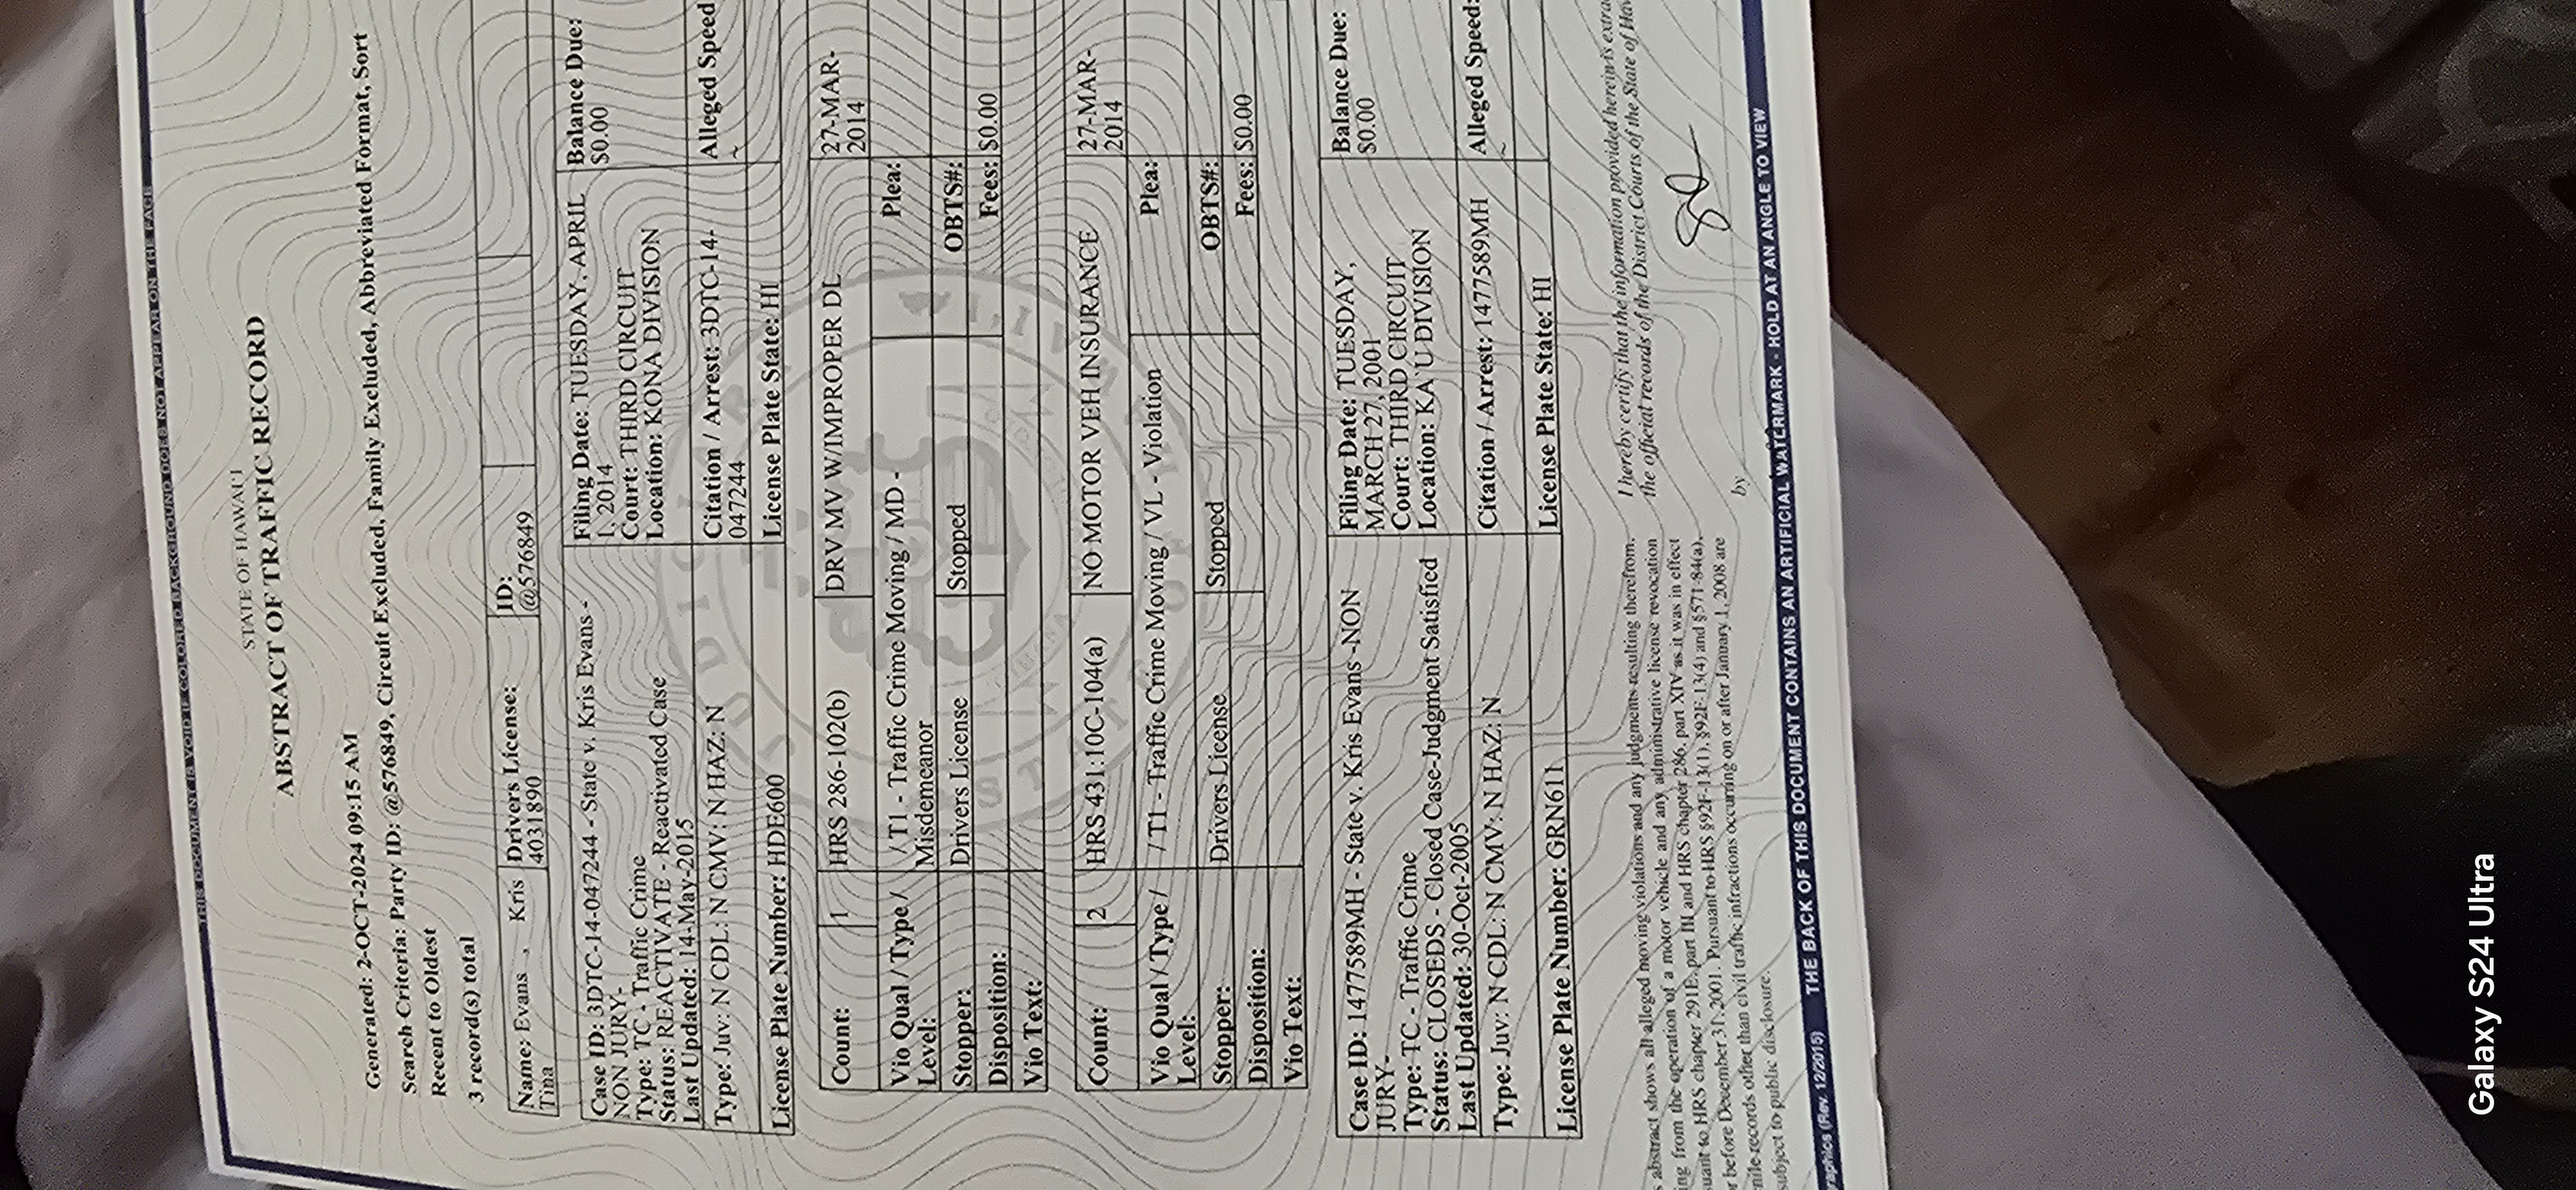 THIS DOCUMENT IS VOID IF COLORED BACKGROUND DOES NOT APPEAR ON THE FACE
STATE OF HAWAI'I
ABSTRACT OF TRAFFIC RECORD
Generated: 2-OCT-2024 09:15 AM
Search Criteria: Party ID: @576849, Circuit Excluded, Family Excluded, Abbreviated Format, Sort
Recent to Oldest
3 record(s) total
Name: Evans , Kris Tina
Drivers License: 4031890
ID: @576849
Case ID: 3DTC-14-047244 - State v. Kris Evans -
NON JURY-
Type: TC - Traffic Crime
Status: REACTIVATE - Reactivated Case
Last Updated: 14-May-2015
Filing Date: TUESDAY, APRIL
1, 2014
Court: THIRD CIRCUIT
Location: KONA DIVISION
Balance Due:
$0.00
Type: Juv: N CDL: N CMV: N HAZ: N
Citation / Arrest: 3DTC-14-
047244
Alleged Speed
~
License Plate Number: HDE600
License Plate State: HI
Count: 1 HRS 286-102(b) DRV MV W/IMPROPER DL 27-MAR-
2014
Vio Qual / Type / / T1 - Traffic Crime Moving / MD - Plea:
Level: Misdemeanor
Stopper: Drivers License Stopped OBTS#:
Disposition: Fees: $0.00
Vio Text:
Count: 2 HRS 431:10C-104(a) NO MOTOR VEH INSURANCE 27-MAR-
2014
Vio Qual / Type / / T1 - Traffic Crime Moving / VL - Violation Plea:
Level:
Stopper: Drivers License Stopped OBTS#:
Disposition: Fees: $0.00
Vio Text:
Case ID: 1477589MH - State v. Kris Evans -NON
JURY-
Type: TC - Traffic Crime
Status: CLOSEDS - Closed Case-Judgment Satisfied
Last Updated: 30-Oct-2005
Filing Date: TUESDAY,
MARCH 27, 2001
Court: THIRD CIRCUIT
Location: KA`U DIVISION
Balance Due:
$0.00
Type: Juv: N CDL: N CMV: N HAZ: N
Citation / Arrest: 1477589MH
Alleged Speed:
~
License Plate Number: GRN611
License Plate State: HI
abstract shows all alleged moving violations and any judgments resulting therefrom,
ing from the operation of a motor vehicle and any administrative license revocation
suant to HRS chapter 291E, part III and HRS chapter 286, part XIV as it was in effect
or before December 31, 2001. Pursuant to HRS §92F-13(1), §92F-13(4) and §571-84(a),
nile records other than civil traffic infractions occurring on or after January 1, 2008 are
subject to public disclosure.
I hereby certify that the information provided herein is extra
the official records of the District Courts of the State of Haw
by
raphics (Rev. 12/2015) THE BACK OF THIS DOCUMENT CONTAINS AN ARTIFICIAL WATERMARK - HOLD AT AN ANGLE TO VIEW
Galaxy S24 Ultra